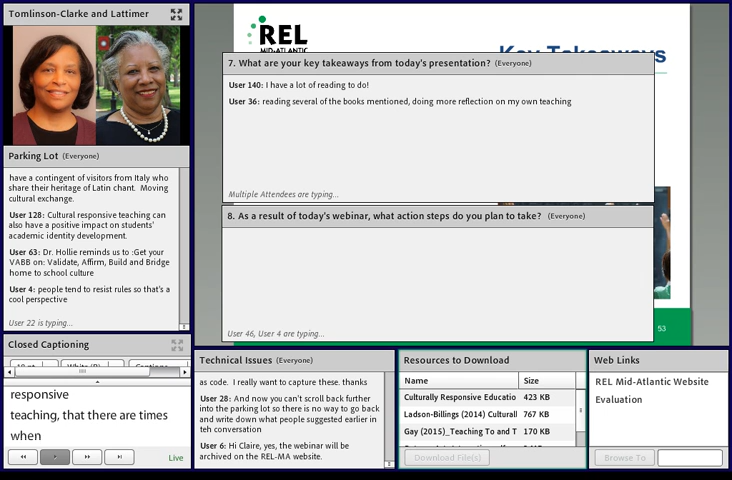 Tomlinson-Clarke and Lattimer
Parking Lot (Everyone)
have a contingent of visitors from Italy who
share their heritage of Latin chant. Moving
cultural exchange.
User 128: Cultural responsive teaching can
also have a positive impact on students'
academic identity development.
User 63: Dr. Hollie reminds us to :Get your
VABB on: Validate, Affirm, Build and Bridge
home to school culture
User 4: people tend to resist rules so that's a
cool perspective
User 22 is typing...
Closed Captioning
responsive
teaching, that there are times
when
Live
REL
MID-ATLANTIC
Key Takeaways
7. What are your key takeaways from today's presentation? (Everyone)
User 140: I have a lot of reading to do!
User 36: reading several of the books mentioned, doing more reflection on my own teaching
Multiple Attendees are typing...
8. As a result of today's webinar, what action steps do you plan to take? (Everyone)
User 46, User 4 are typing...
53
Technical Issues (Everyone)
as code. I really want to capture these. thanks
User 28: And now you can't scroll back further
into the parking lot so there is no way to go back
and write down what people suggested earlier in
teh conversation
User 6: Hi Claire, yes, the webinar will be
archived on the REL-MA website.
Resources to Download
Name Size
Culturally Responsive Educatio 423 KB
Ladson-Billings (2014) Culturall 767 KB
Gay (2015)_Teaching To and T 170 KB
Download File(s)
Web Links
REL Mid-Atlantic Website
Evaluation
Browse To